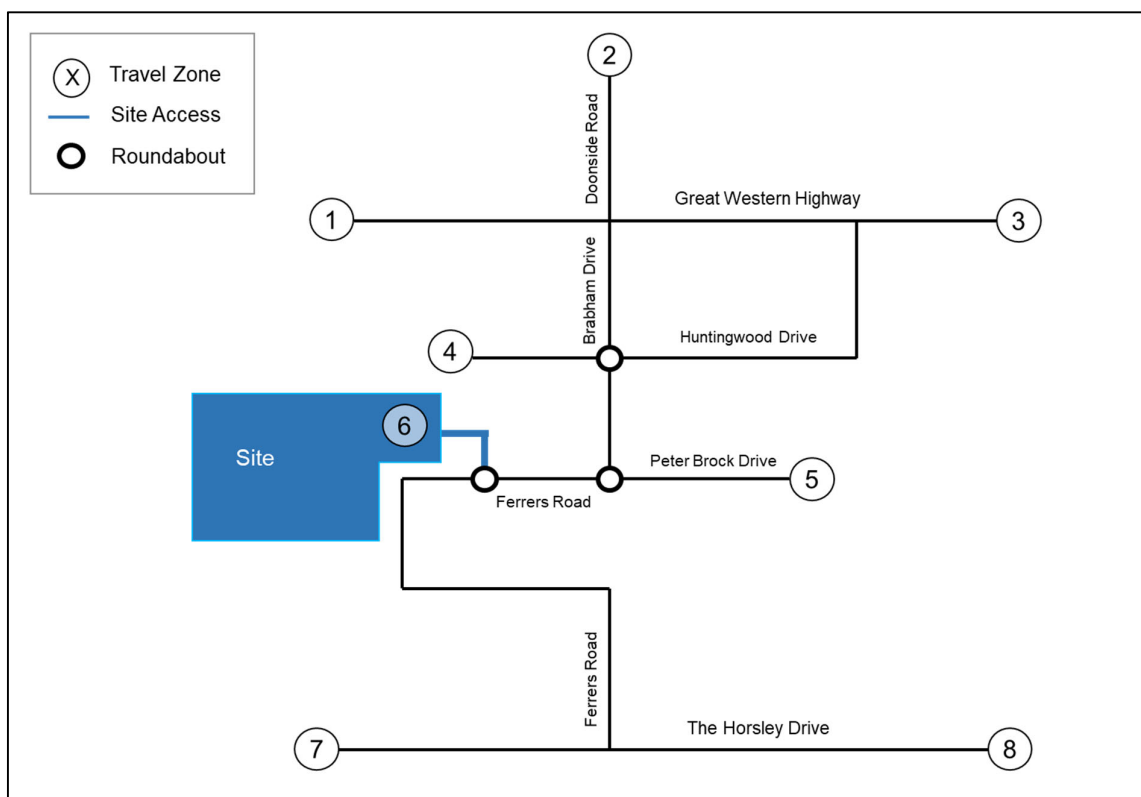 X Travel Zone
Site Access
Roundabout
2
Doonside Road
Great Western Highway
1
3
Brabham Drive
Huntingwood Drive
4
6
Site
Peter Brock Drive
5
Ferrers Road
Ferrers Road
The Horsley Drive
7
8